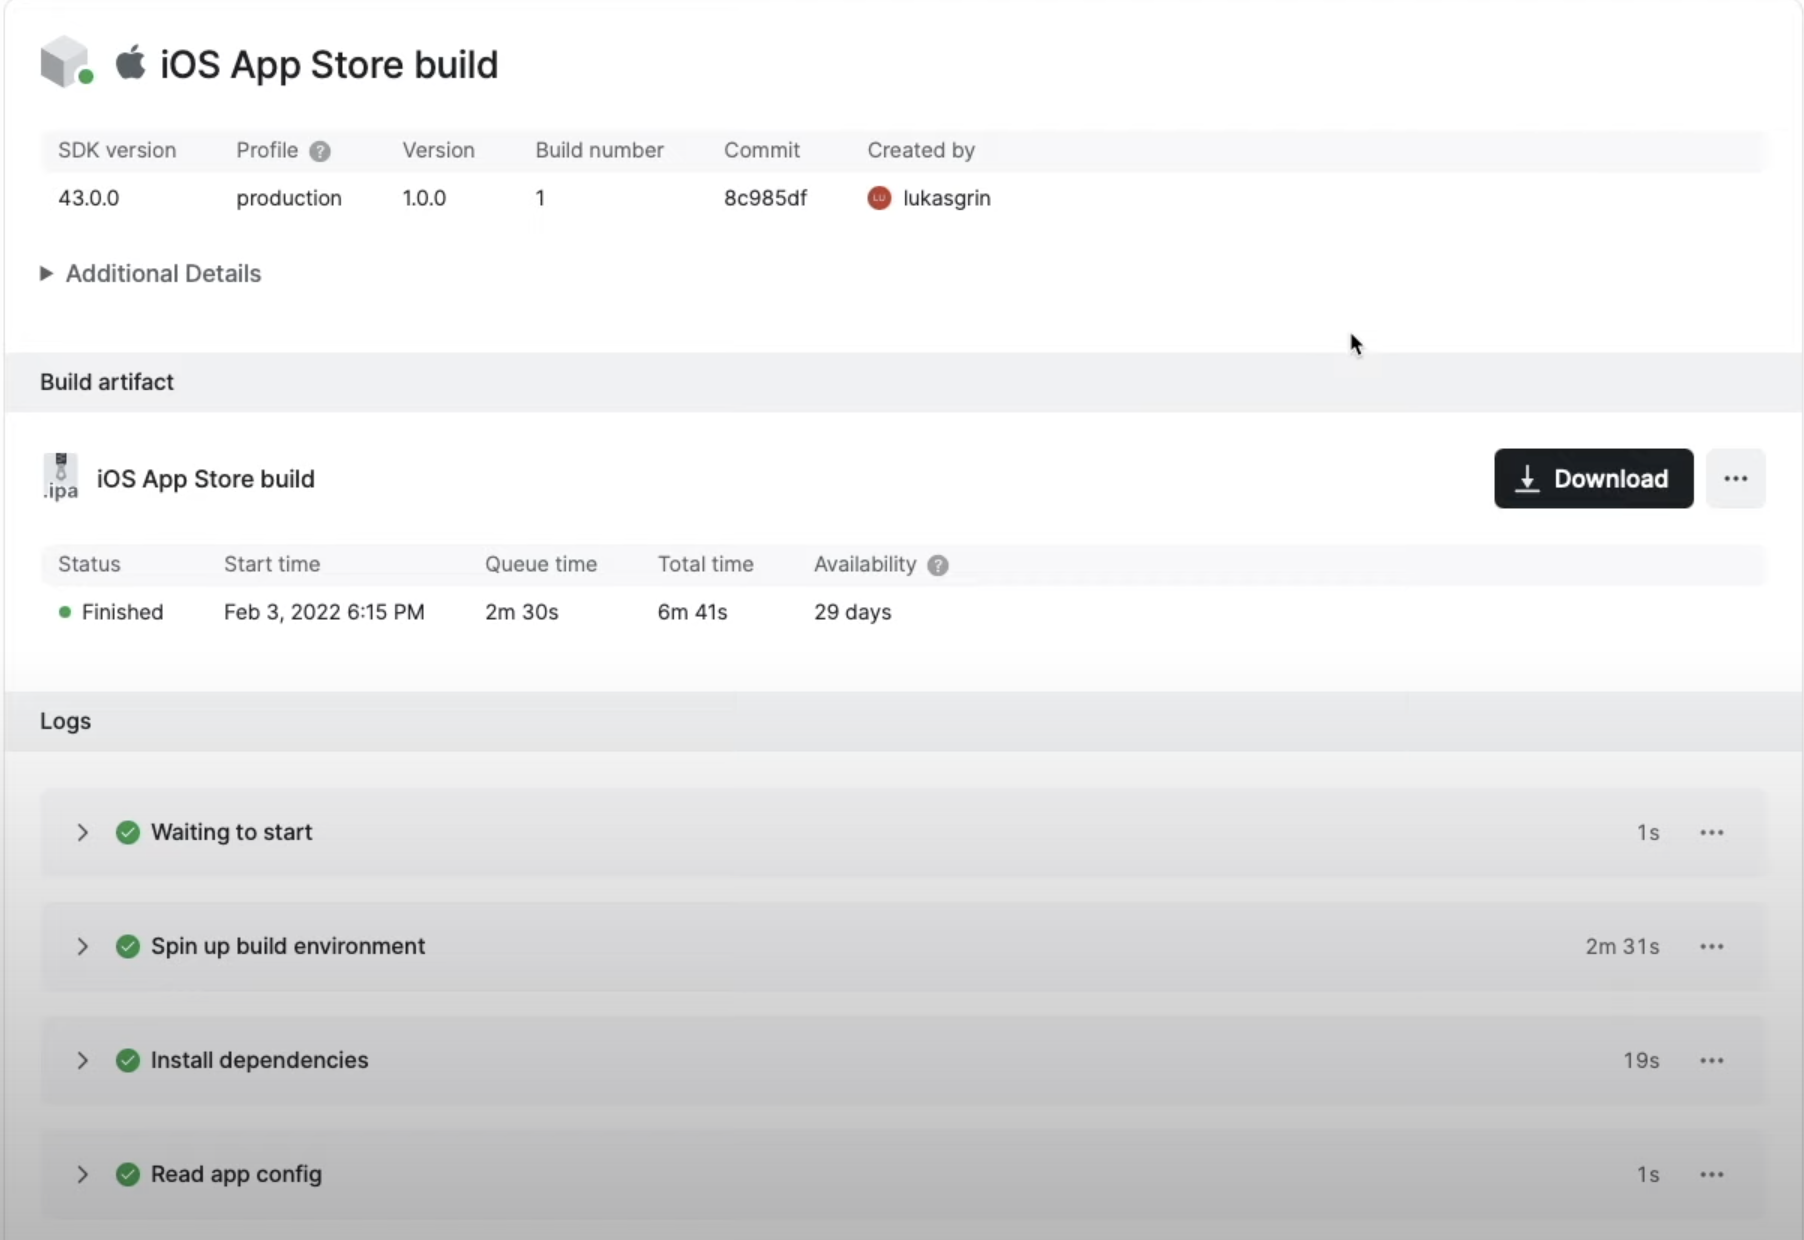 iOS App Store build
SDK version Profile ? Version Build number Commit Created by
43.0.0 production 1.0.0 1 8c985df LU lukasgrin
Additional Details
Build artifact
.ipa iOS App Store build Download
Status Start time Queue time Total time Availability ?
Finished Feb 3, 2022 6:15 PM 2m 30s 6m 41s 29 days
Logs
Waiting to start 1s
Spin up build environment 2m 31s
Install dependencies 19s
Read app config 1s